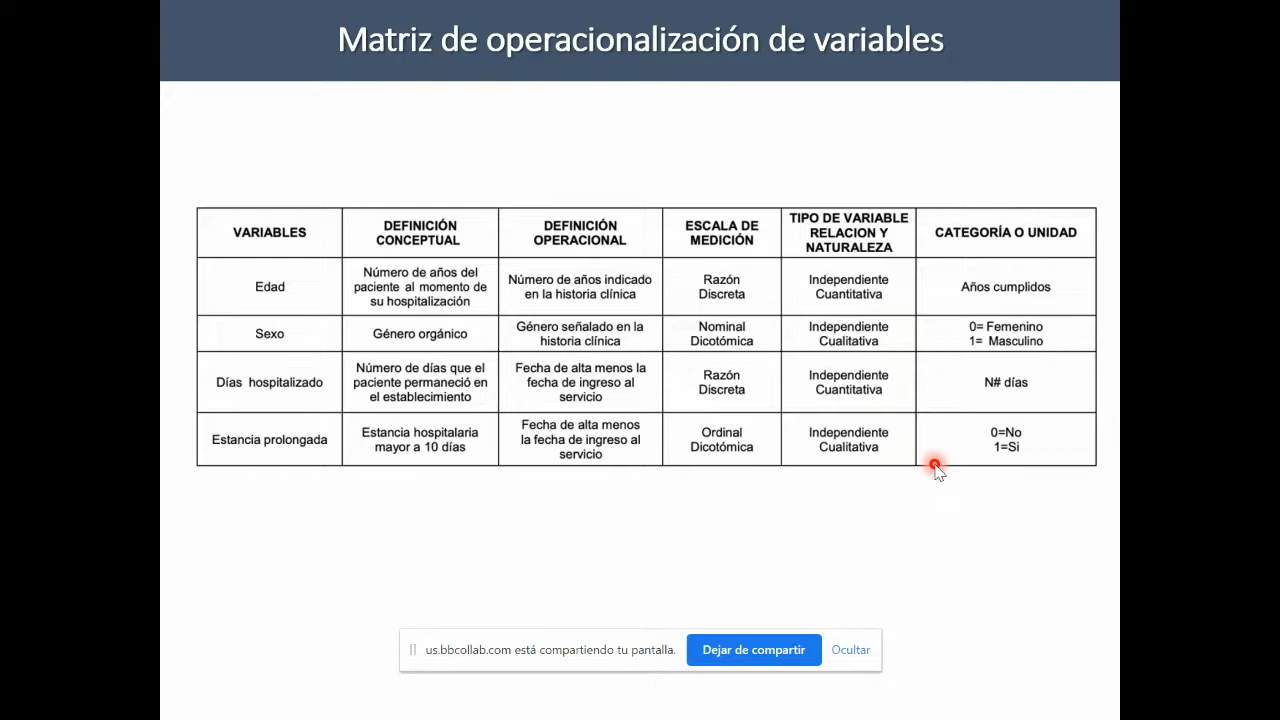 Matriz de operacionalización de variables
VARIABLES
DEFINICIÓN
CONCEPTUAL
DEFINICIÓN
OPERACIONAL
ESCALA DE
MEDICIÓN
TIPO DE VARIABLE
RELACION Y
NATURALEZA
CATEGORÍA O UNIDAD
Edad
Número de años del
paciente al momento de
su hospitalización
Número de años indicado
en la historia clínica
Razón
Discreta
Independiente
Cuantitativa
Años cumplidos
Sexo
Género orgánico
Género señalado en la
historia clínica
Nominal
Dicotómica
Independiente
Cualitativa
0= Femenino
1= Masculino
Días hospitalizado
Número de días que el
paciente permaneció en
el establecimiento
Fecha de alta menos la
fecha de ingreso al
servicio
Razón
Discreta
Independiente
Cuantitativa
N# días
Estancia prolongada
Estancia hospitalaria
mayor a 10 días
Fecha de alta menos
la fecha de ingreso al
servicio
Ordinal
Dicotómica
Independiente
Cualitativa
0=No
1=Si
us.bbcollab.com está compartiendo tu pantalla.
Dejar de compartir
Ocultar